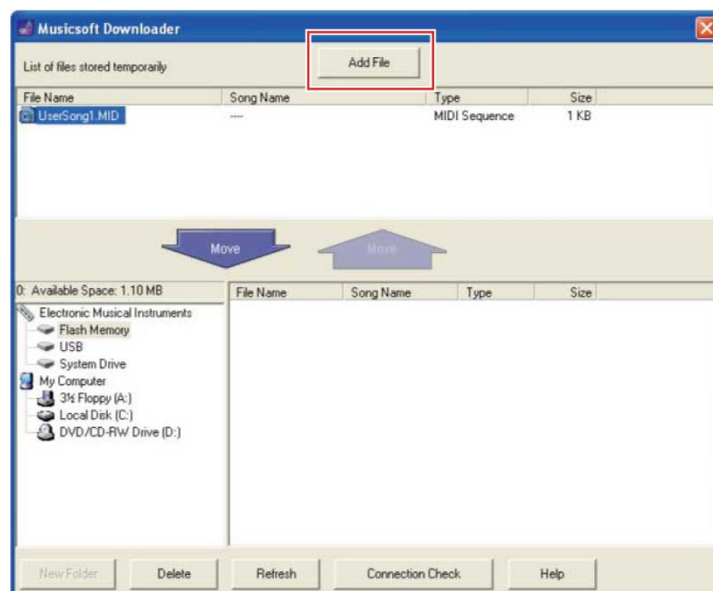 Musicsoft Downloader
List of files stored temporarily
Add File
File Name Song Name Type Size
UserSong1.MID ---- MIDI Sequence 1 KB
Move Move
0: Available Space: 1.10 MB
File Name Song Name Type Size
Electronic Musical Instruments
Flash Memory
USB
System Drive
My Computer
3½ Floppy (A:)
Local Disk (C:)
DVD/CD-RW Drive (D:)
New Folder Delete Refresh Connection Check Help